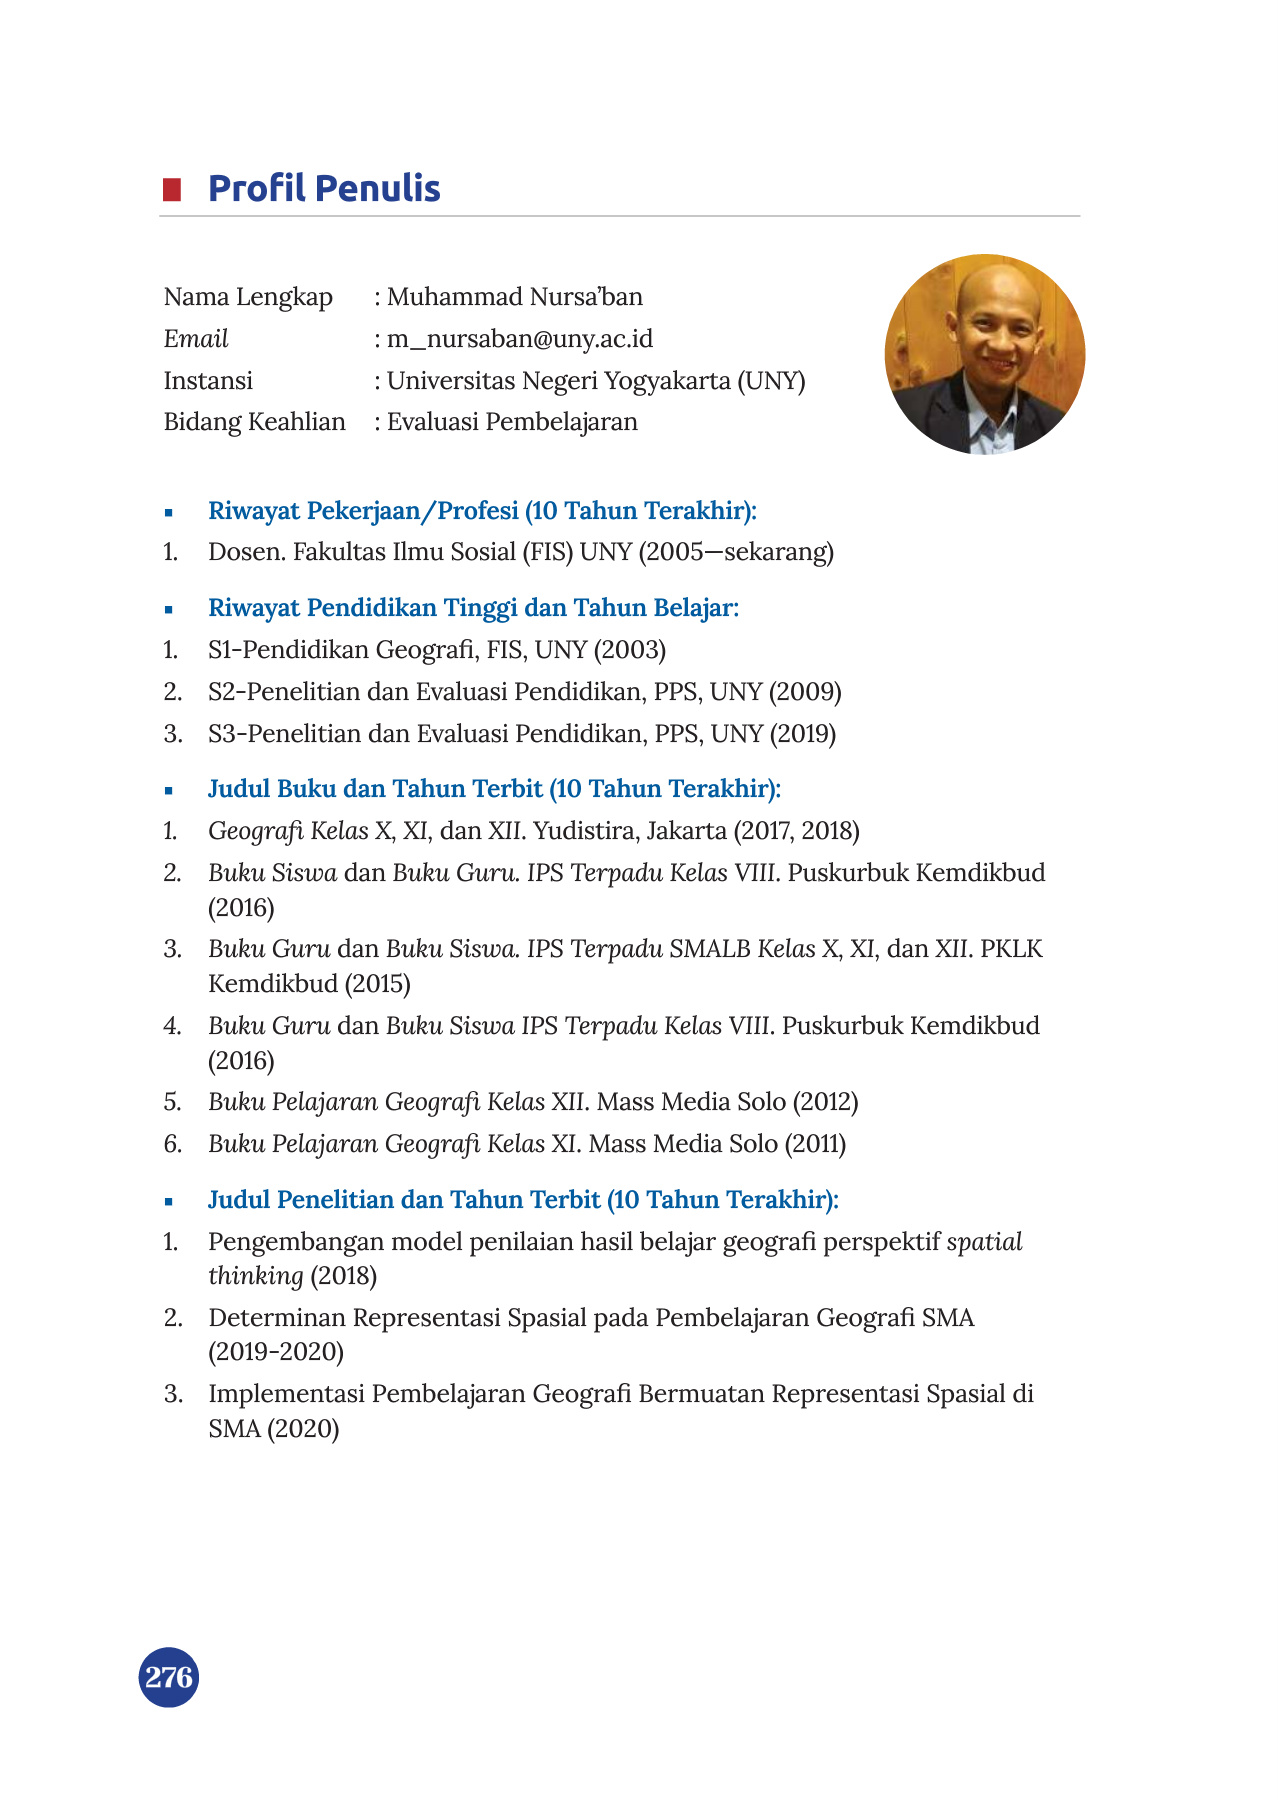 Profil Penulis
Nama Lengkap : Muhammad Nursa’ban
Email : m_nursaban@uny.ac.id
Instansi : Universitas Negeri Yogyakarta (UNY)
Bidang Keahlian : Evaluasi Pembelajaran
▪ Riwayat Pekerjaan/Profesi (10 Tahun Terakhir):
1. Dosen. Fakultas Ilmu Sosial (FIS) UNY (2005—sekarang)
▪ Riwayat Pendidikan Tinggi dan Tahun Belajar:
1. S1-Pendidikan Geografi, FIS, UNY (2003)
2. S2-Penelitian dan Evaluasi Pendidikan, PPS, UNY (2009)
3. S3-Penelitian dan Evaluasi Pendidikan, PPS, UNY (2019)
▪ Judul Buku dan Tahun Terbit (10 Tahun Terakhir):
1. Geografi Kelas X, XI, dan XII. Yudistira, Jakarta (2017, 2018)
2. Buku Siswa dan Buku Guru. IPS Terpadu Kelas VIII. Puskurbuk Kemdikbud
(2016)
3. Buku Guru dan Buku Siswa. IPS Terpadu SMALB Kelas X, XI, dan XII. PKLK
Kemdikbud (2015)
4. Buku Guru dan Buku Siswa IPS Terpadu Kelas VIII. Puskurbuk Kemdikbud
(2016)
5. Buku Pelajaran Geografi Kelas XII. Mass Media Solo (2012)
6. Buku Pelajaran Geografi Kelas XI. Mass Media Solo (2011)
▪ Judul Penelitian dan Tahun Terbit (10 Tahun Terakhir):
1. Pengembangan model penilaian hasil belajar geografi perspektif spatial
thinking (2018)
2. Determinan Representasi Spasial pada Pembelajaran Geografi SMA
(2019-2020)
3. Implementasi Pembelajaran Geografi Bermuatan Representasi Spasial di
SMA (2020)
276